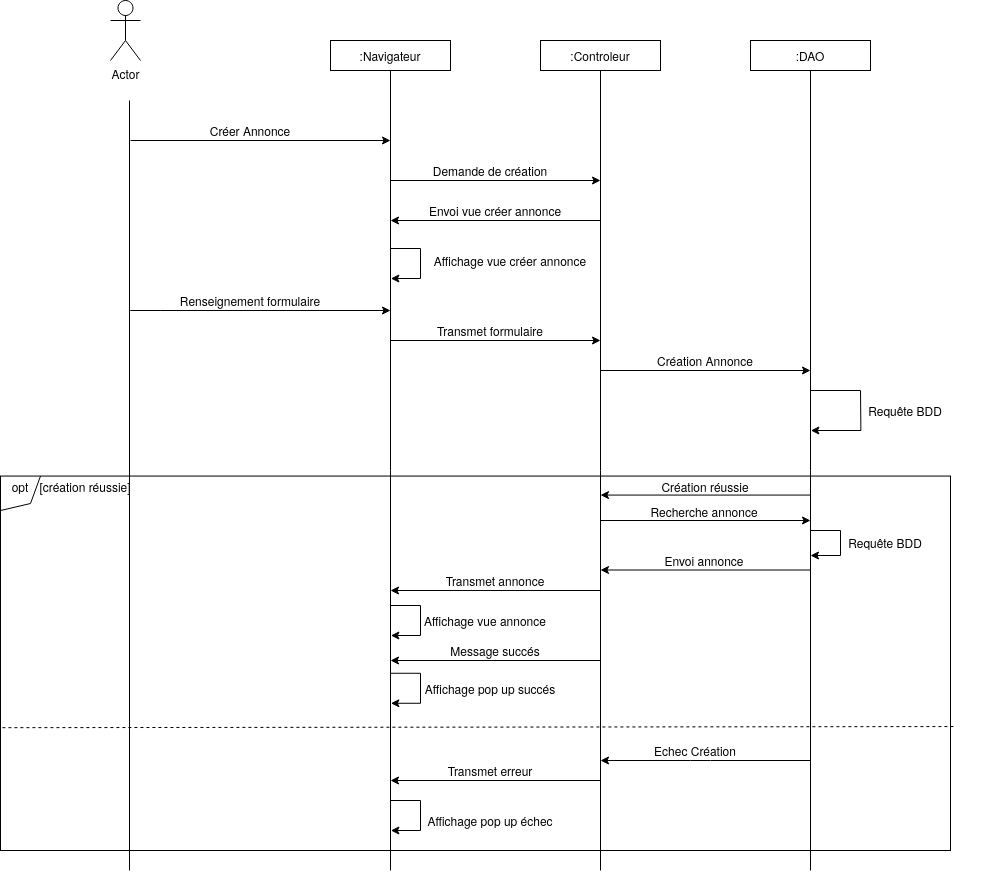 Actor
:Navigateur
:Controleur
:DAO
Créer Annonce
Demande de création
Envoi vue créer annonce
Affichage vue créer annonce
Renseignement formulaire
Transmet formulaire
Création Annonce
Requête BDD
opt
[création réussie]
Création réussie
Recherche annonce
Requête BDD
Envoi annonce
Transmet annonce
Affichage vue annonce
Message succés
Affichage pop up succés
Echec Création
Transmet erreur
Affichage pop up échec